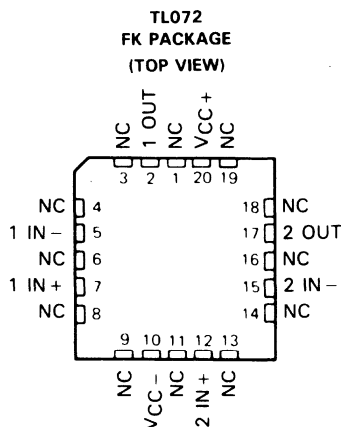 TL072
FK PACKAGE
(TOP VIEW)
NC
1 OUT
NC
VCC+
NC
3 2 1 20 19
NC 4
1 IN- 5
NC 6
1 IN+ 7
NC 8
18 NC
17 2 OUT
16 NC
15 2 IN-
14 NC
9 10 11 12 13
NC
VCC-
NC
2 IN+
NC